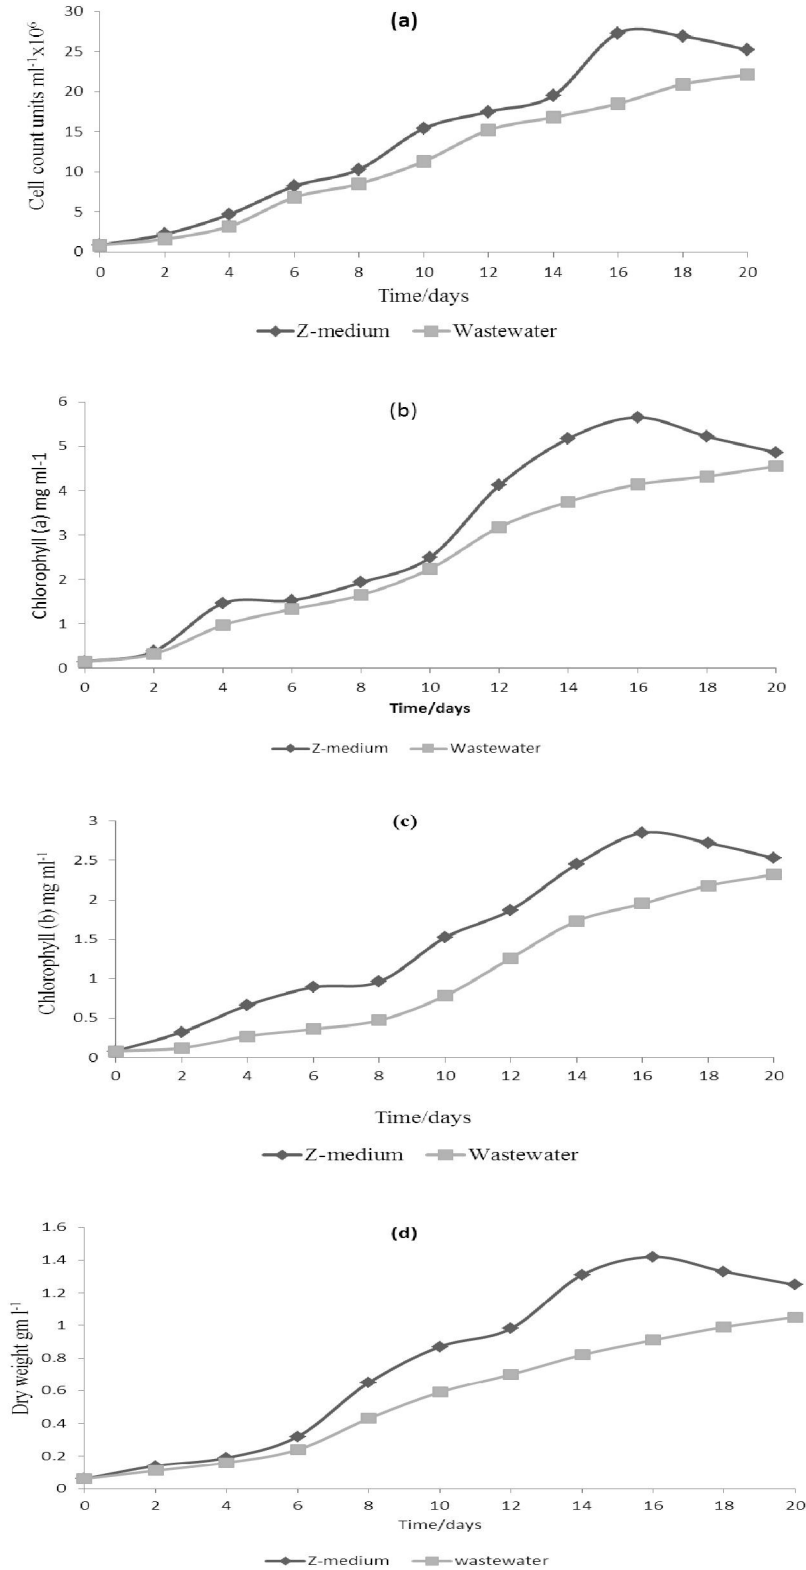 (a)
Cell count units ml-1x10^6
30
25
20
15
10
5
0
0 2 4 6 8 10 12 14 16 18 20
Time/days
Z-medium Wastewater
(b)
Chlorophyll (a) mg ml-1
6
5
4
3
2
1
0
0 2 4 6 8 10 12 14 16 18 20
Time/days
Z-medium Wastewater
(c)
Chlorophyll (b) mg ml-1
3
2.5
2
1.5
1
0.5
0
0 2 4 6 8 10 12 14 16 18 20
Time/days
Z-medium Wastewater
(d)
Dry weight gm l-1
1.6
1.4
1.2
1
0.8
0.6
0.4
0.2
0
0 2 4 6 8 10 12 14 16 18 20
Time/days
Z-medium wastewater